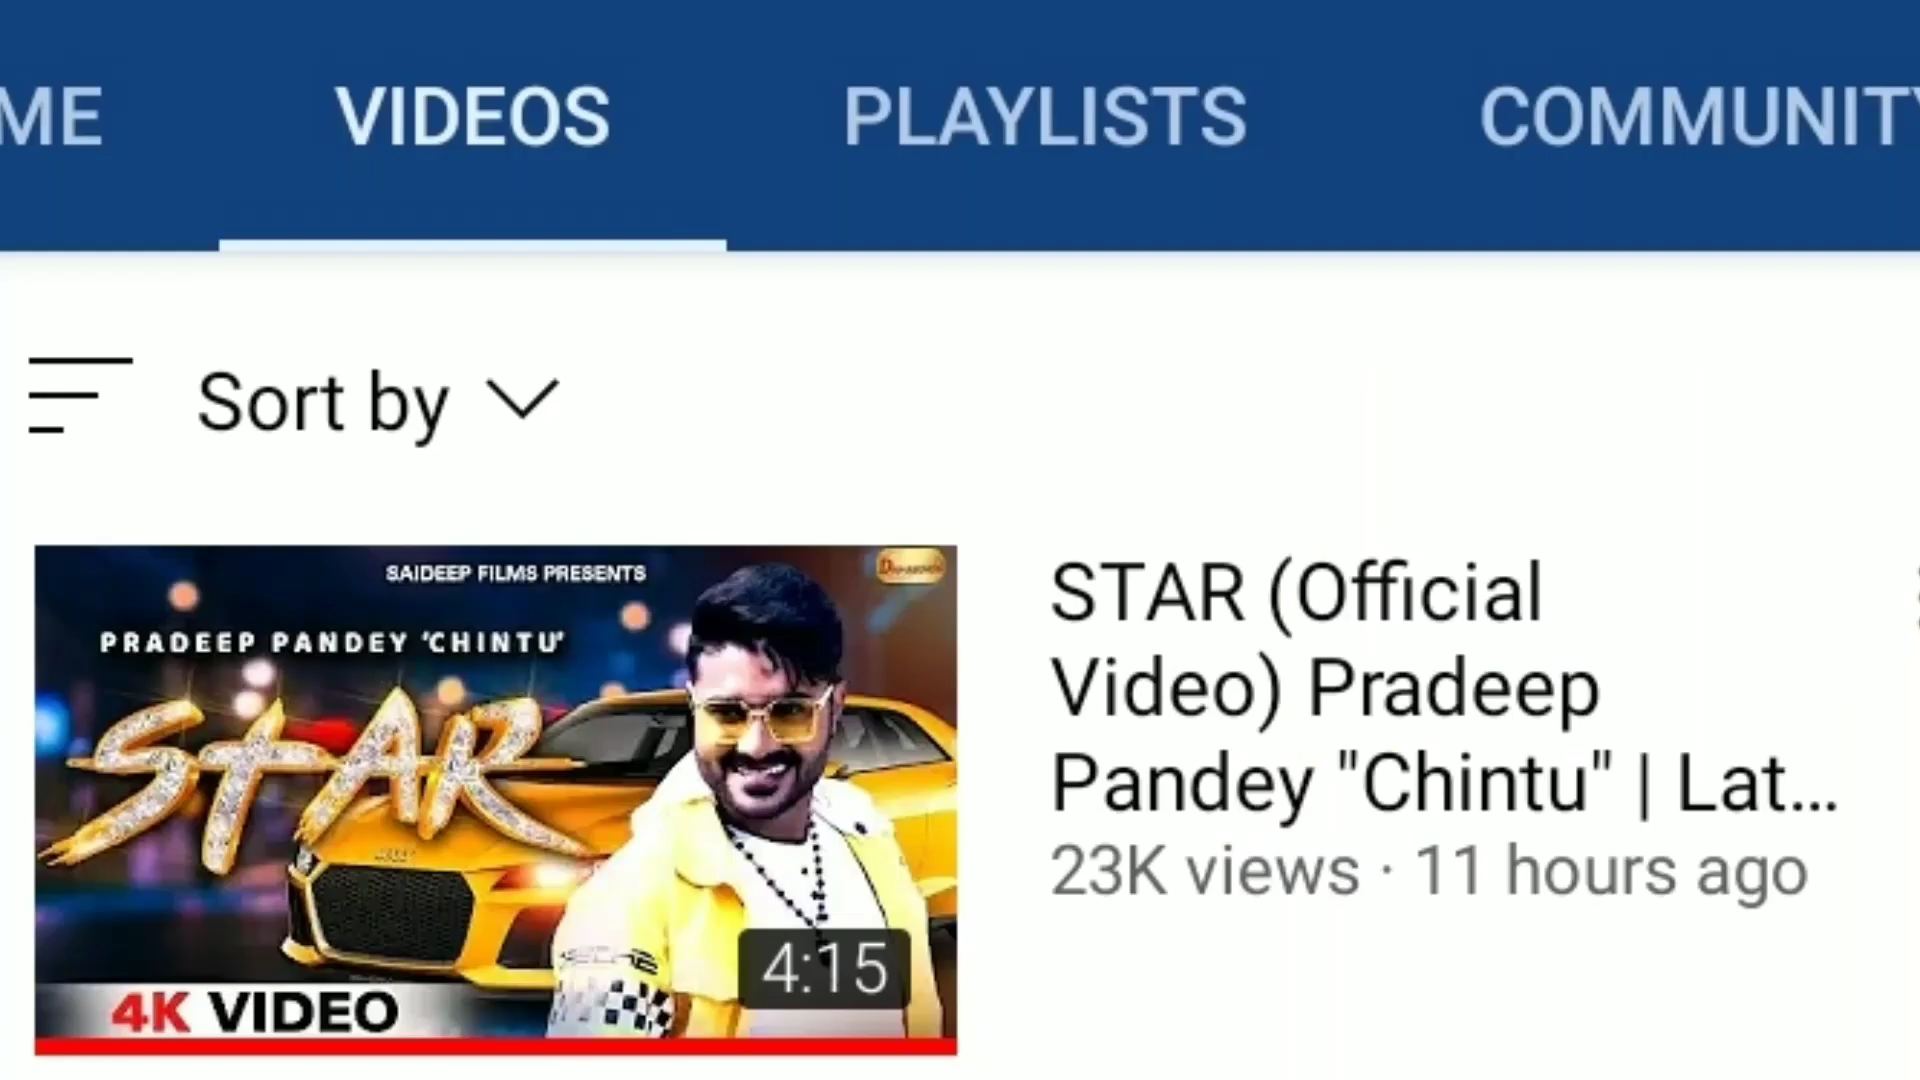 ME VIDEOS PLAYLISTS COMMUNITY
Sort by
SAIDEEP FILMS PRESENTS
PRADEEP PANDEY 'CHINTU'
STAR
4K VIDEO
4:15
STAR (Official
Video) Pradeep
Pandey "Chintu" | Lat...
23K views · 11 hours ago